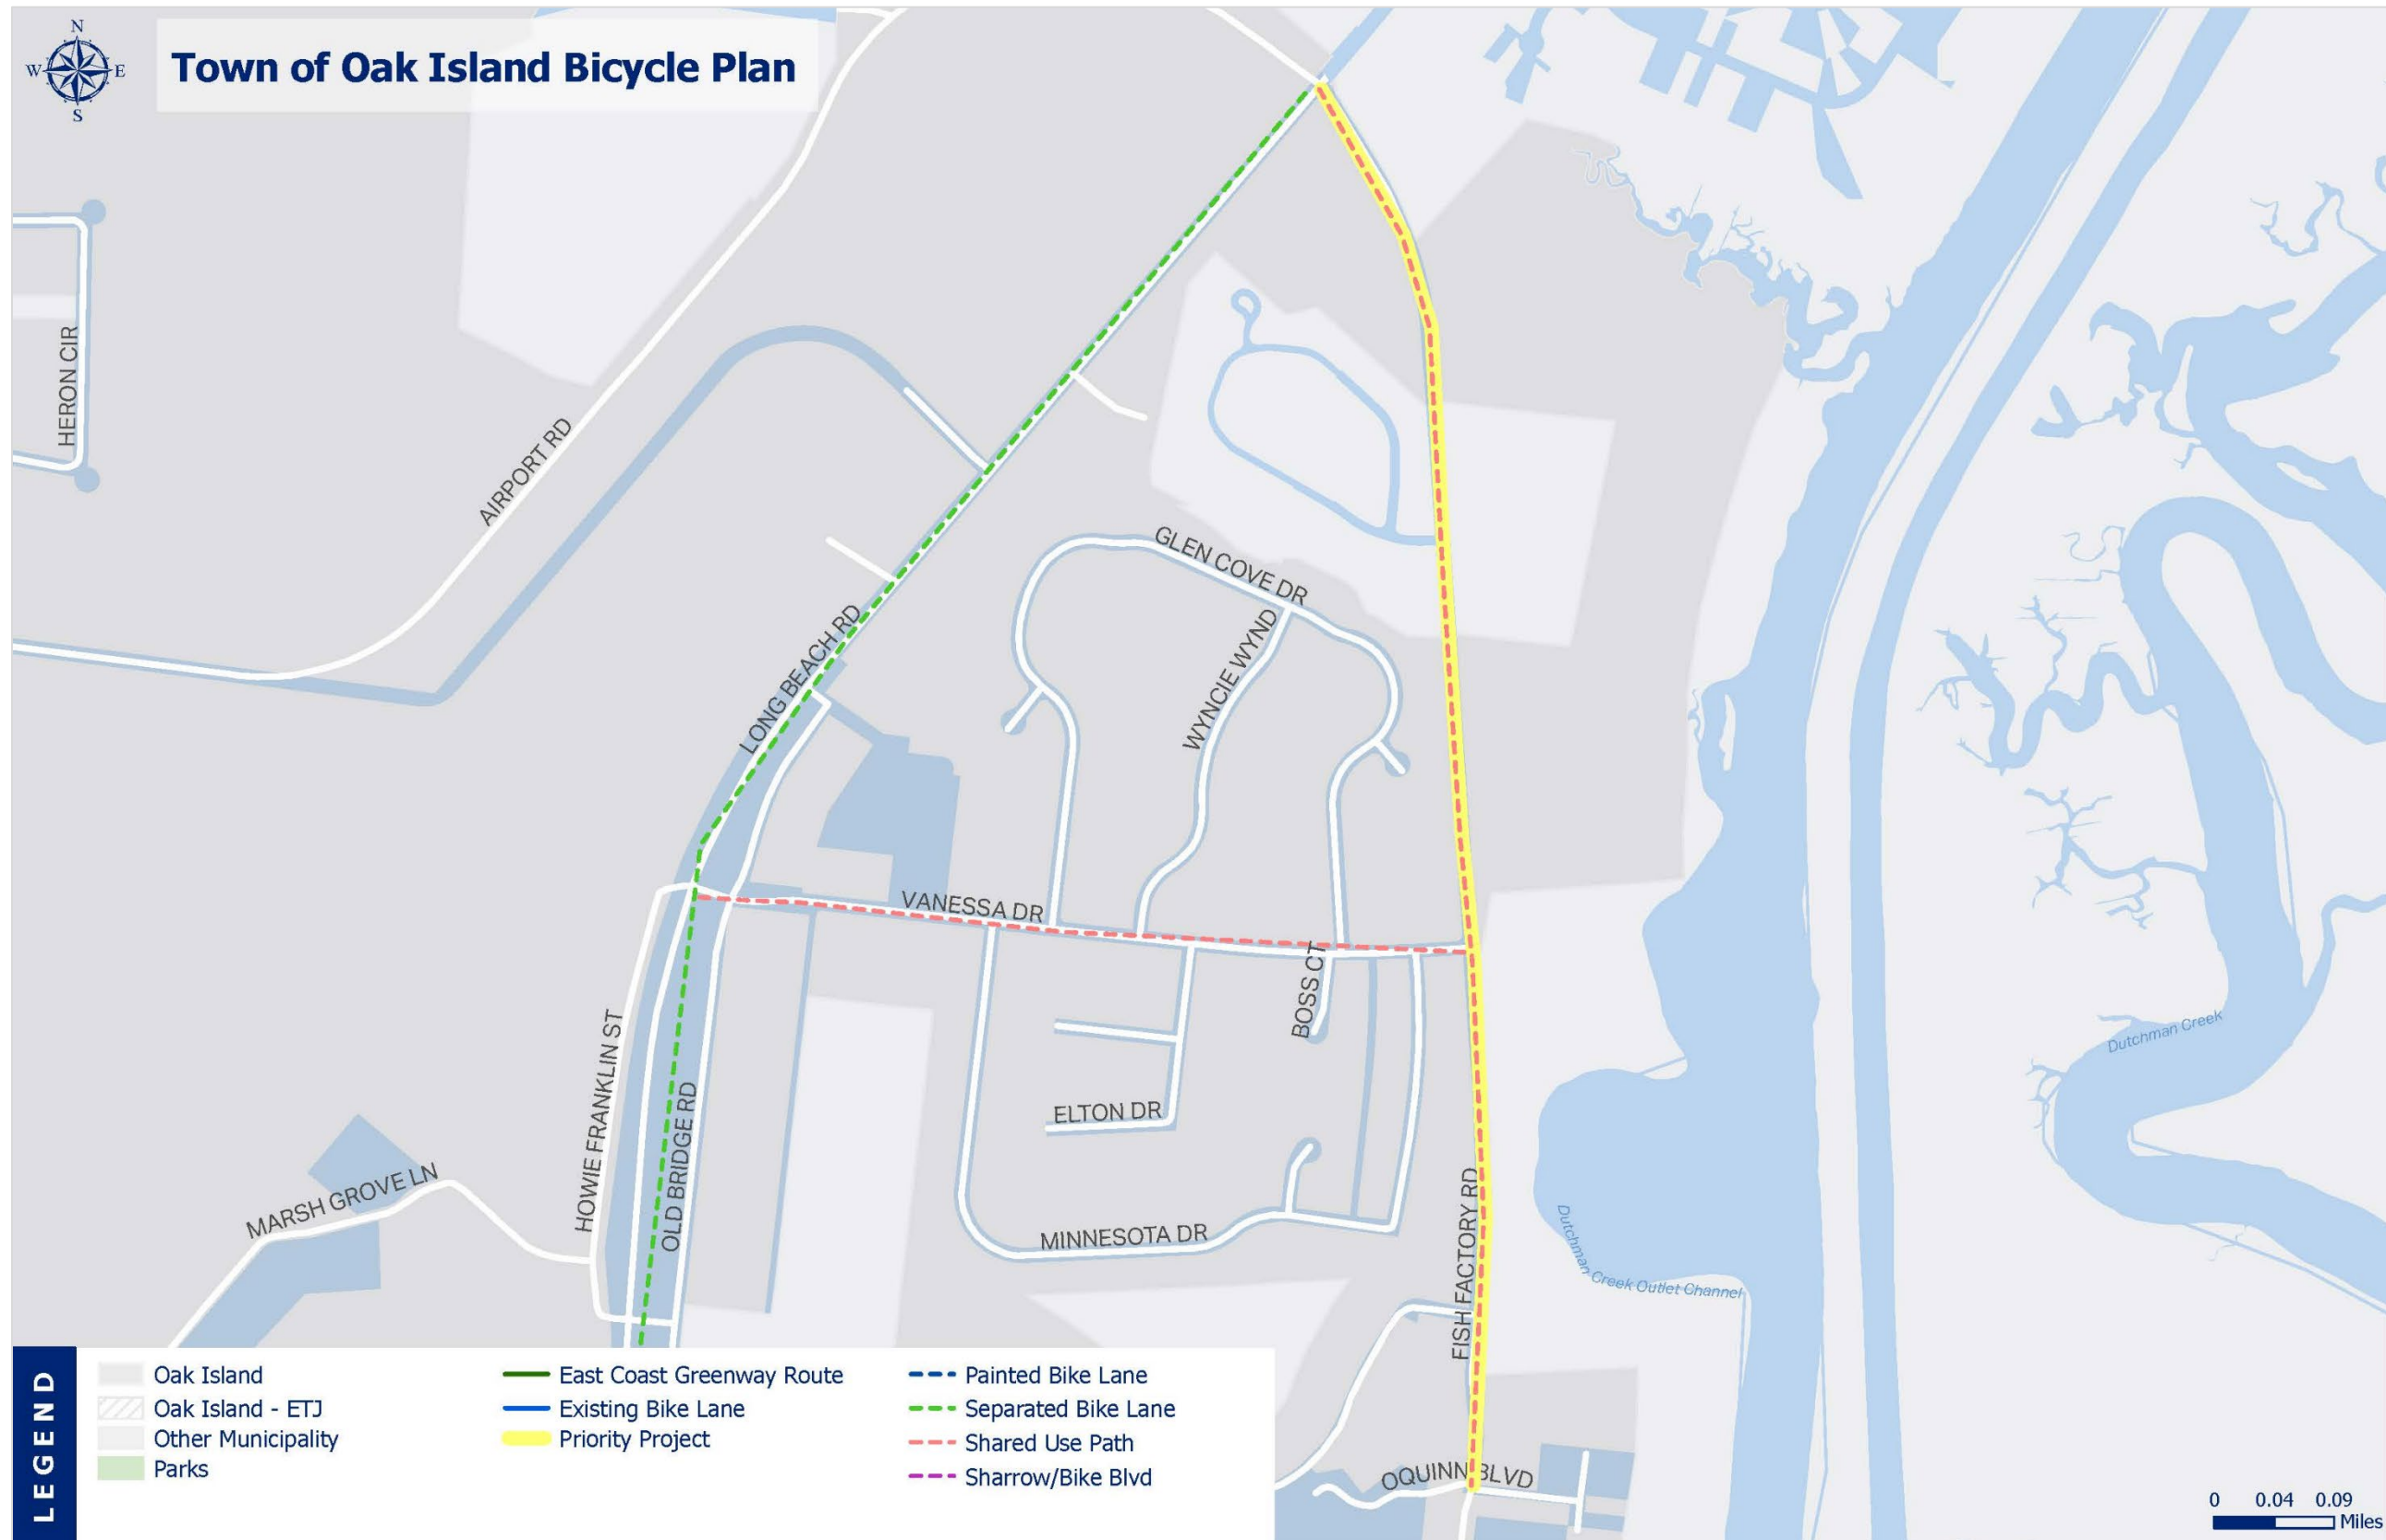 N
W E
S
Town of Oak Island Bicycle Plan
HERON CIR
AIRPORT RD
GLEN COVE DR
WYNCIE WYND
LONG BEACH RD
VANESSA DR
BOSS CT
HOWIE FRANKLIN ST
OLD BRIDGE RD
ELTON DR
MARSH GROVE LN
MINNESOTA DR
FISH FACTORY RD
Dutchman Creek
Dutchman Creek Outlet Channel
OQUINN BLVD
LEGEND
Oak Island
Oak Island - ETJ
Other Municipality
Parks
East Coast Greenway Route
Existing Bike Lane
Priority Project
Painted Bike Lane
Separated Bike Lane
Shared Use Path
Sharrow/Bike Blvd
0 0.04 0.09
Miles